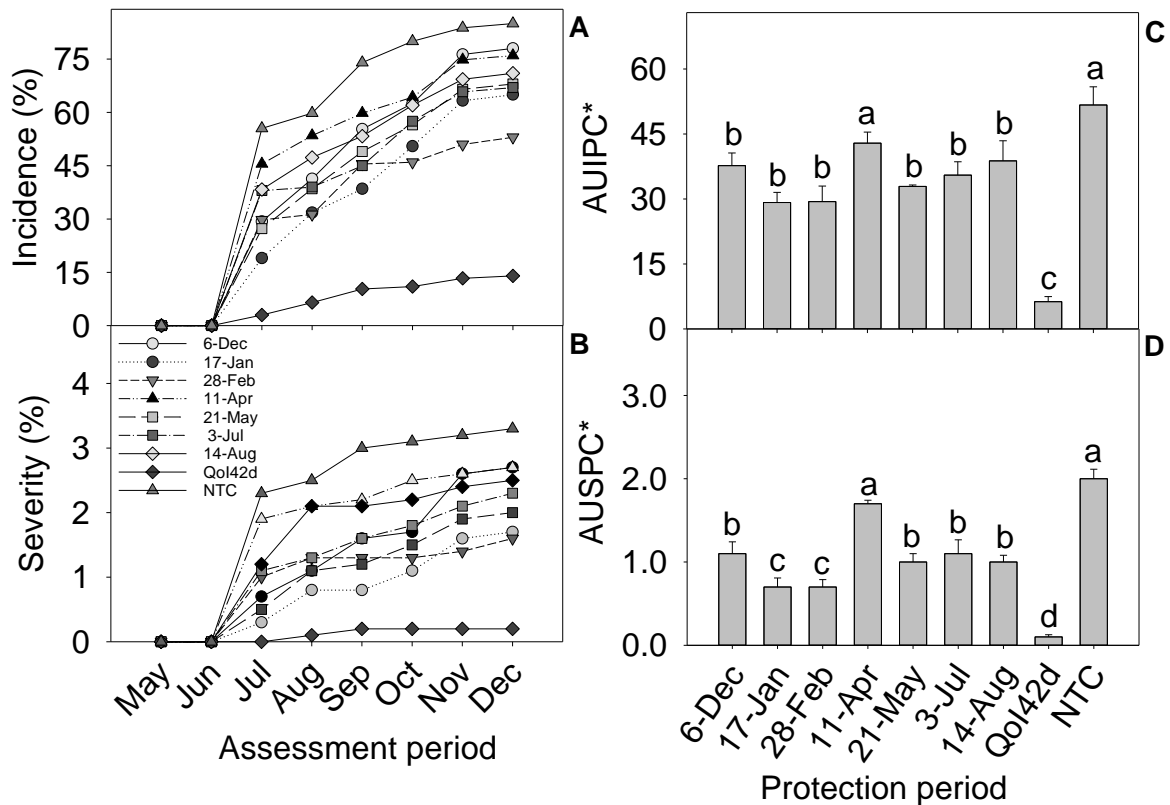 A
Incidence (%)
75
60
45
30
15
0
B
Severity (%)
4
3
2
1
0
6-Dec
17-Jan
28-Feb
11-Apr
21-May
3-Jul
14-Aug
QoI42d
NTC
May
Jun
Jul
Aug
Sep
Oct
Nov
Dec
Assessment period
C
AUIPC*
60
45
30
15
0
b
b
b
a
b
b
b
c
a
D
AUSPC*
3.0
2.0
1.0
0.0
b
c
c
a
b
b
b
d
a
6-Dec
17-Jan
28-Feb
11-Apr
21-May
3-Jul
14-Aug
QoI42d
NTC
Protection period